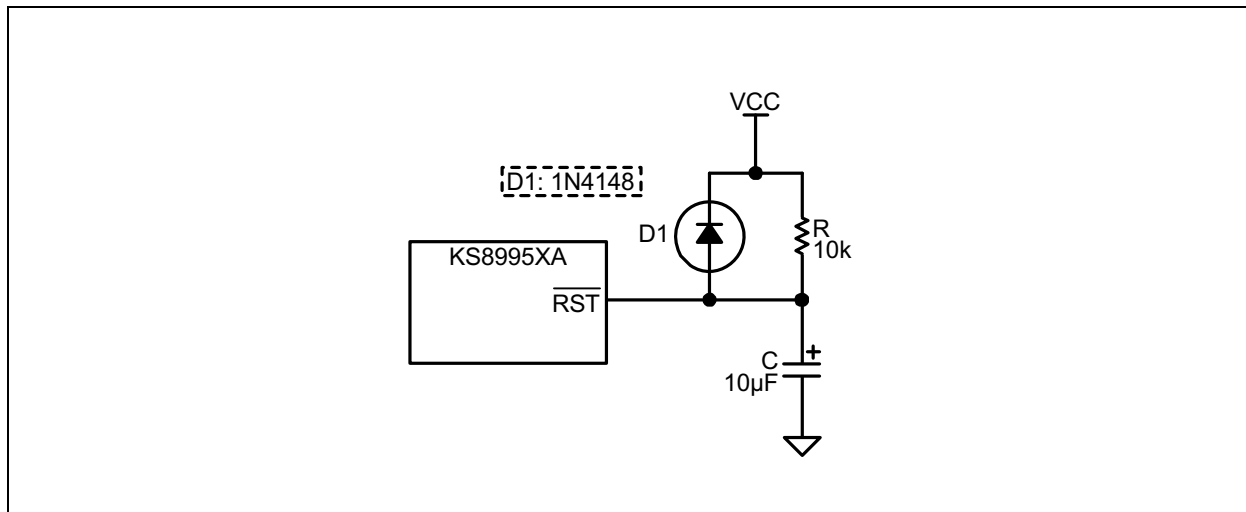 VCC
D1: 1N4148
D1
R
10k
KS8995XA
RST
C
+
10µF